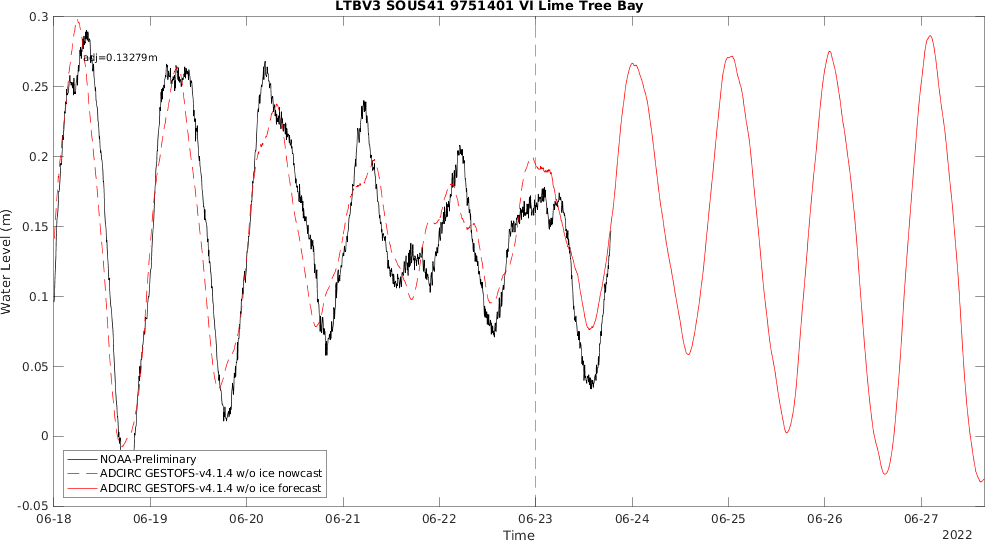 LTBV3 SOUS41 9751401 VI Lime Tree Bay
0.3
adj=0.13279m
0.25
0.2
0.15
0.1
0.05
0
-0.05
Water Level (m)
NOAA-Preliminary
ADCIRC GESTOFS-v4.1.4 w/o ice nowcast
ADCIRC GESTOFS-v4.1.4 w/o ice forecast
06-18 06-19 06-20 06-21 06-22 06-23 06-24 06-25 06-26 06-27
Time
2022